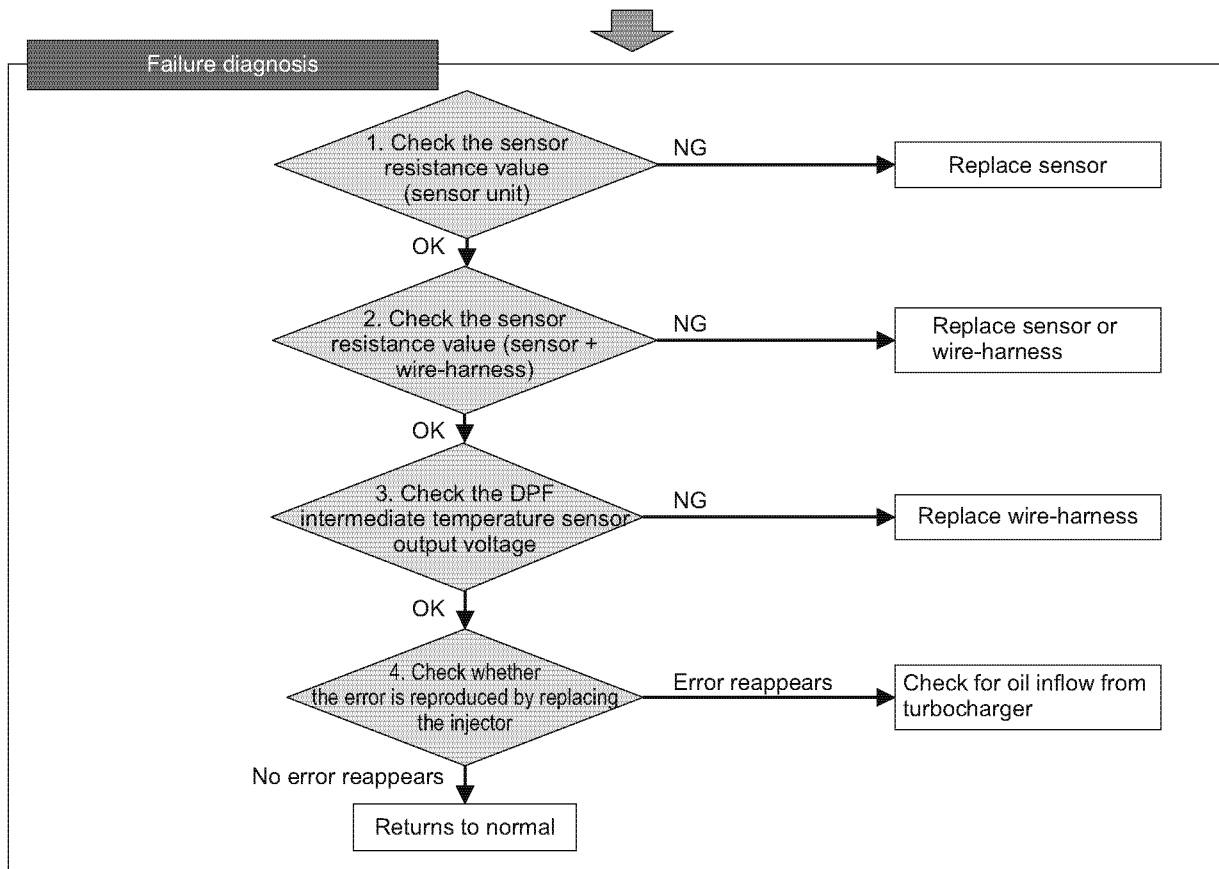 Failure diagnosis
1. Check the sensor
resistance value
(sensor unit)
NG
Replace sensor
OK
2. Check the sensor
resistance value (sensor +
wire-harness)
NG
Replace sensor or
wire-harness
OK
3. Check the DPF
intermediate temperature sensor
output voltage
NG
Replace wire-harness
OK
4. Check whether
the error is reproduced by replacing
the injector
Error reappears
Check for oil inflow from
turbocharger
No error reappears
Returns to normal